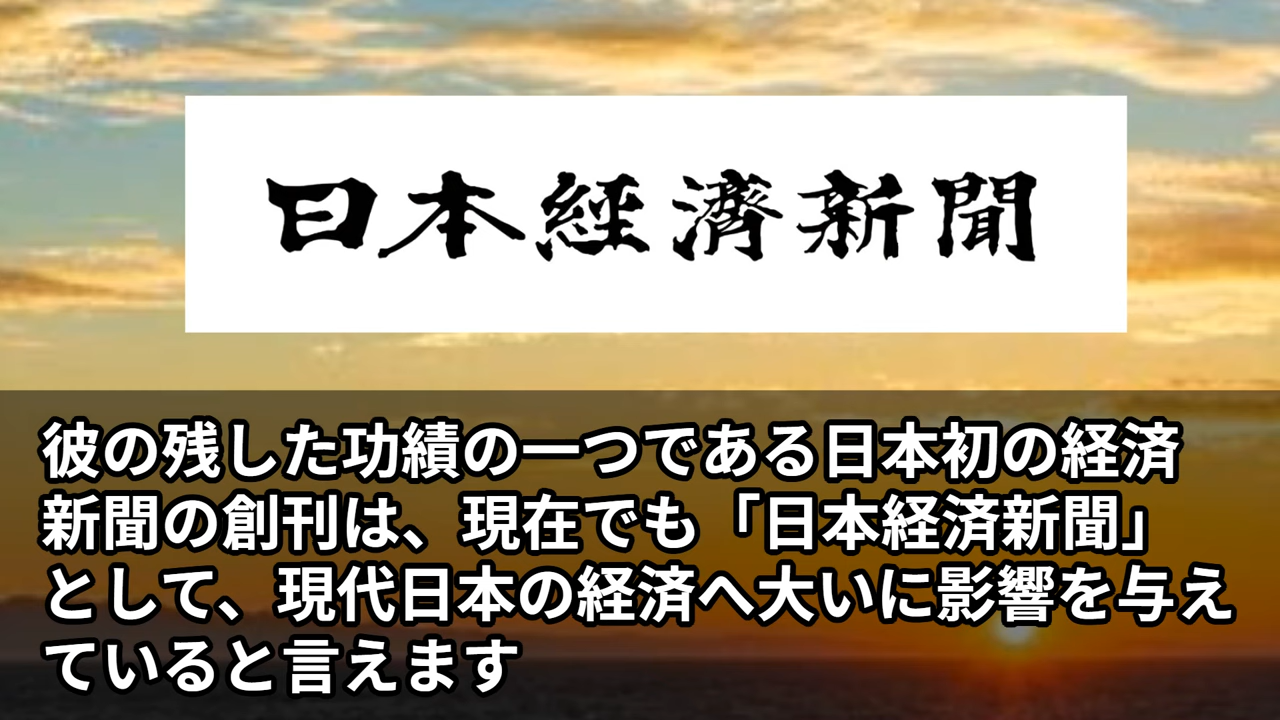 日本経濟新聞
彼の残した功績の一つである日本初の経済
新聞の創刊は、現在でも「日本経済新聞」
として、現代日本の経済へ大いに影響を与え
ていると言えます